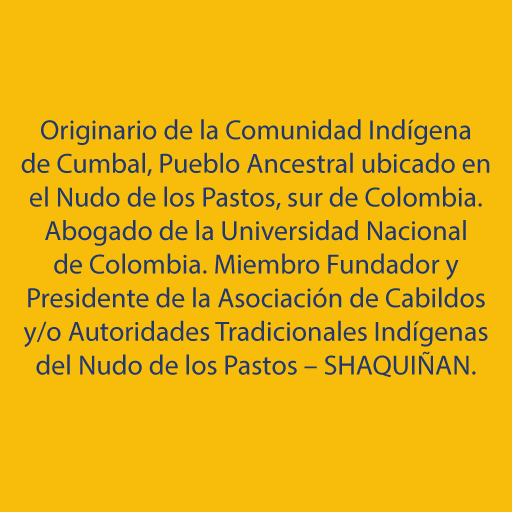 Originario de la Comunidad Indígena
de Cumbal, Pueblo Ancestral ubicado en
el Nudo de los Pastos, sur de Colombia.
Abogado de la Universidad Nacional
de Colombia. Miembro Fundador y
Presidente de la Asociación de Cabildos
y/o Autoridades Tradicionales Indígenas
del Nudo de los Pastos – SHAQUIÑAN.